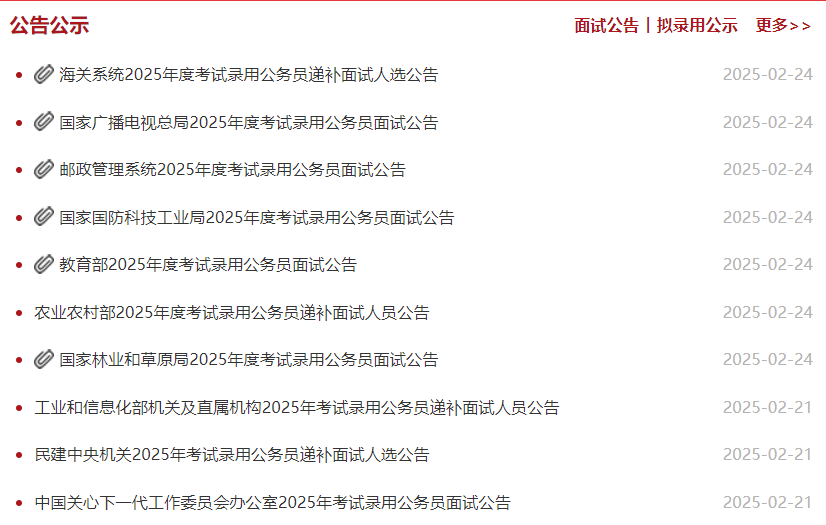 公告公示 面试公告 | 拟录用公示 更多>>
海关系统2025年度考试录用公务员递补面试人选公告 2025-02-24
国家广播电视总局2025年度考试录用公务员面试公告 2025-02-24
邮政管理系统2025年度考试录用公务员面试公告 2025-02-24
国家国防科技工业局2025年度考试录用公务员面试公告 2025-02-24
教育部2025年度考试录用公务员面试公告 2025-02-24
农业农村部2025年度考试录用公务员递补面试人员公告 2025-02-24
国家林业和草原局2025年度考试录用公务员面试公告 2025-02-24
工业和信息化部机关及直属机构2025年考试录用公务员递补面试人员公告 2025-02-21
民建中央机关2025年考试录用公务员递补面试人选公告 2025-02-21
中国关心下一代工作委员会办公室2025年考试录用公务员面试公告 2025-02-21